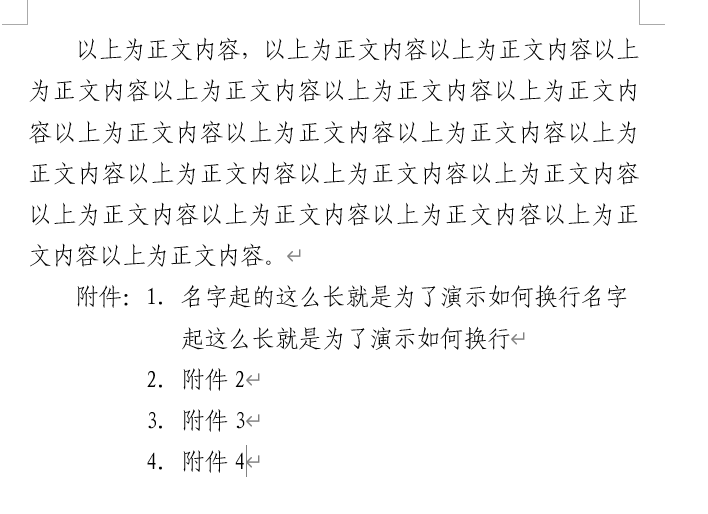 以上为正文内容，以上为正文内容以上为正文内容以上
为正文内容以上为正文内容以上为正文内容以上为正文内
容以上为正文内容以上为正文内容以上为正文内容以上为
正文内容以上为正文内容以上为正文内容以上为正文内容
以上为正文内容以上为正文内容以上为正文内容以上为正
文内容以上为正文内容。
附件：1. 名字起的这么长就是为了演示如何换行名字
起这么长就是为了演示如何换行
2. 附件 2
3. 附件 3
4. 附件 4